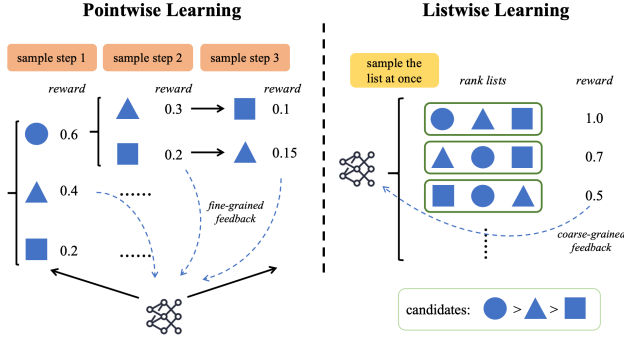 Pointwise Learning
sample step 1
sample step 2
sample step 3
reward
reward
reward
0.6
0.3
0.1
0.2
0.15
0.4
......
0.2
......
fine-grained
feedback
Listwise Learning
sample the
list at once
rank lists
reward
1.0
0.7
0.5
coarse-grained
feedback
candidates: > >